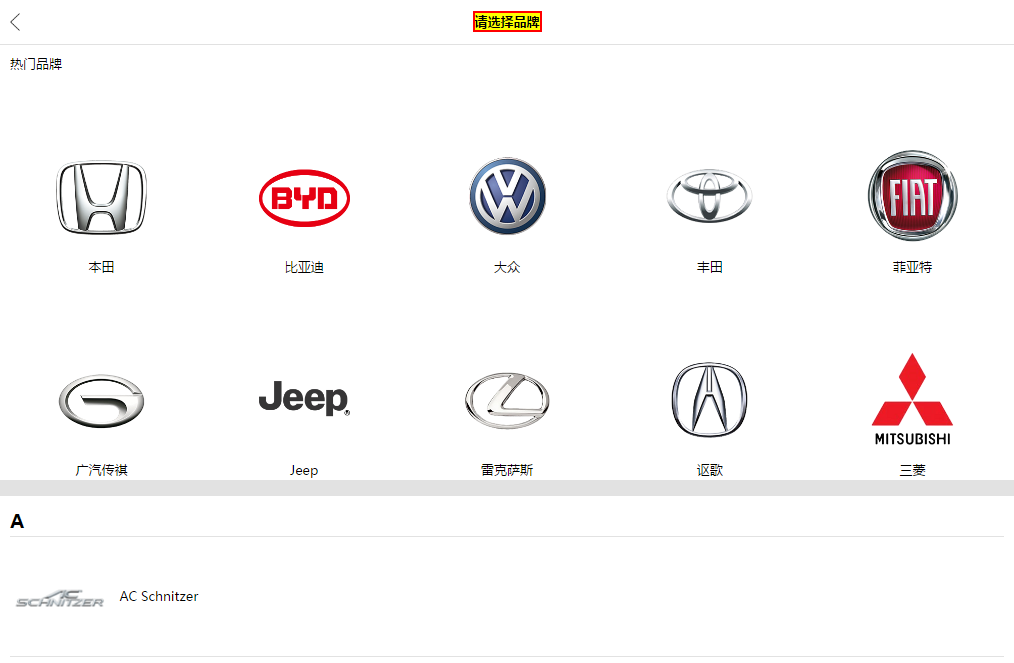 请选择品牌
热门品牌
BYD
FIAT
本田
比亚迪
大众
丰田
菲亚特
Jeep
MITSUBISHI
广汽传祺
Jeep
雷克萨斯
讴歌
三菱
A
AC SCHNITZER
AC Schnitzer